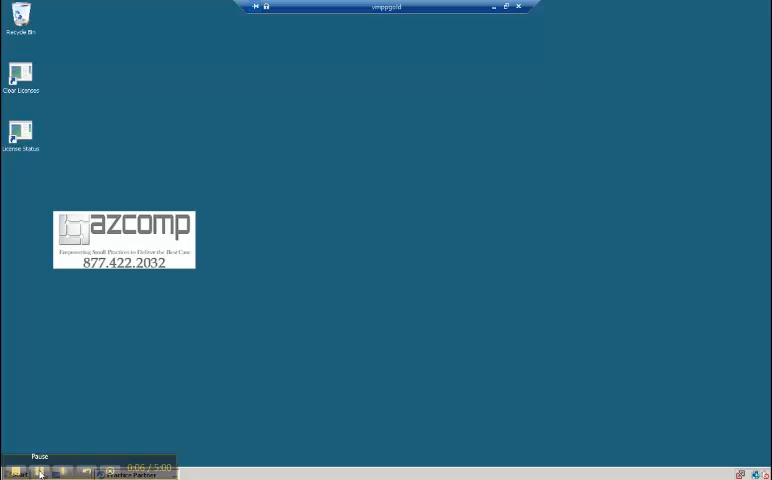 vmppgold
Recycle Bin
Clear Licenses
License Status
azcomp
Empowering Small Practices to Deliver the Best Care
877.422.2032
Pause
0:06 / 5:00
Practice Partner